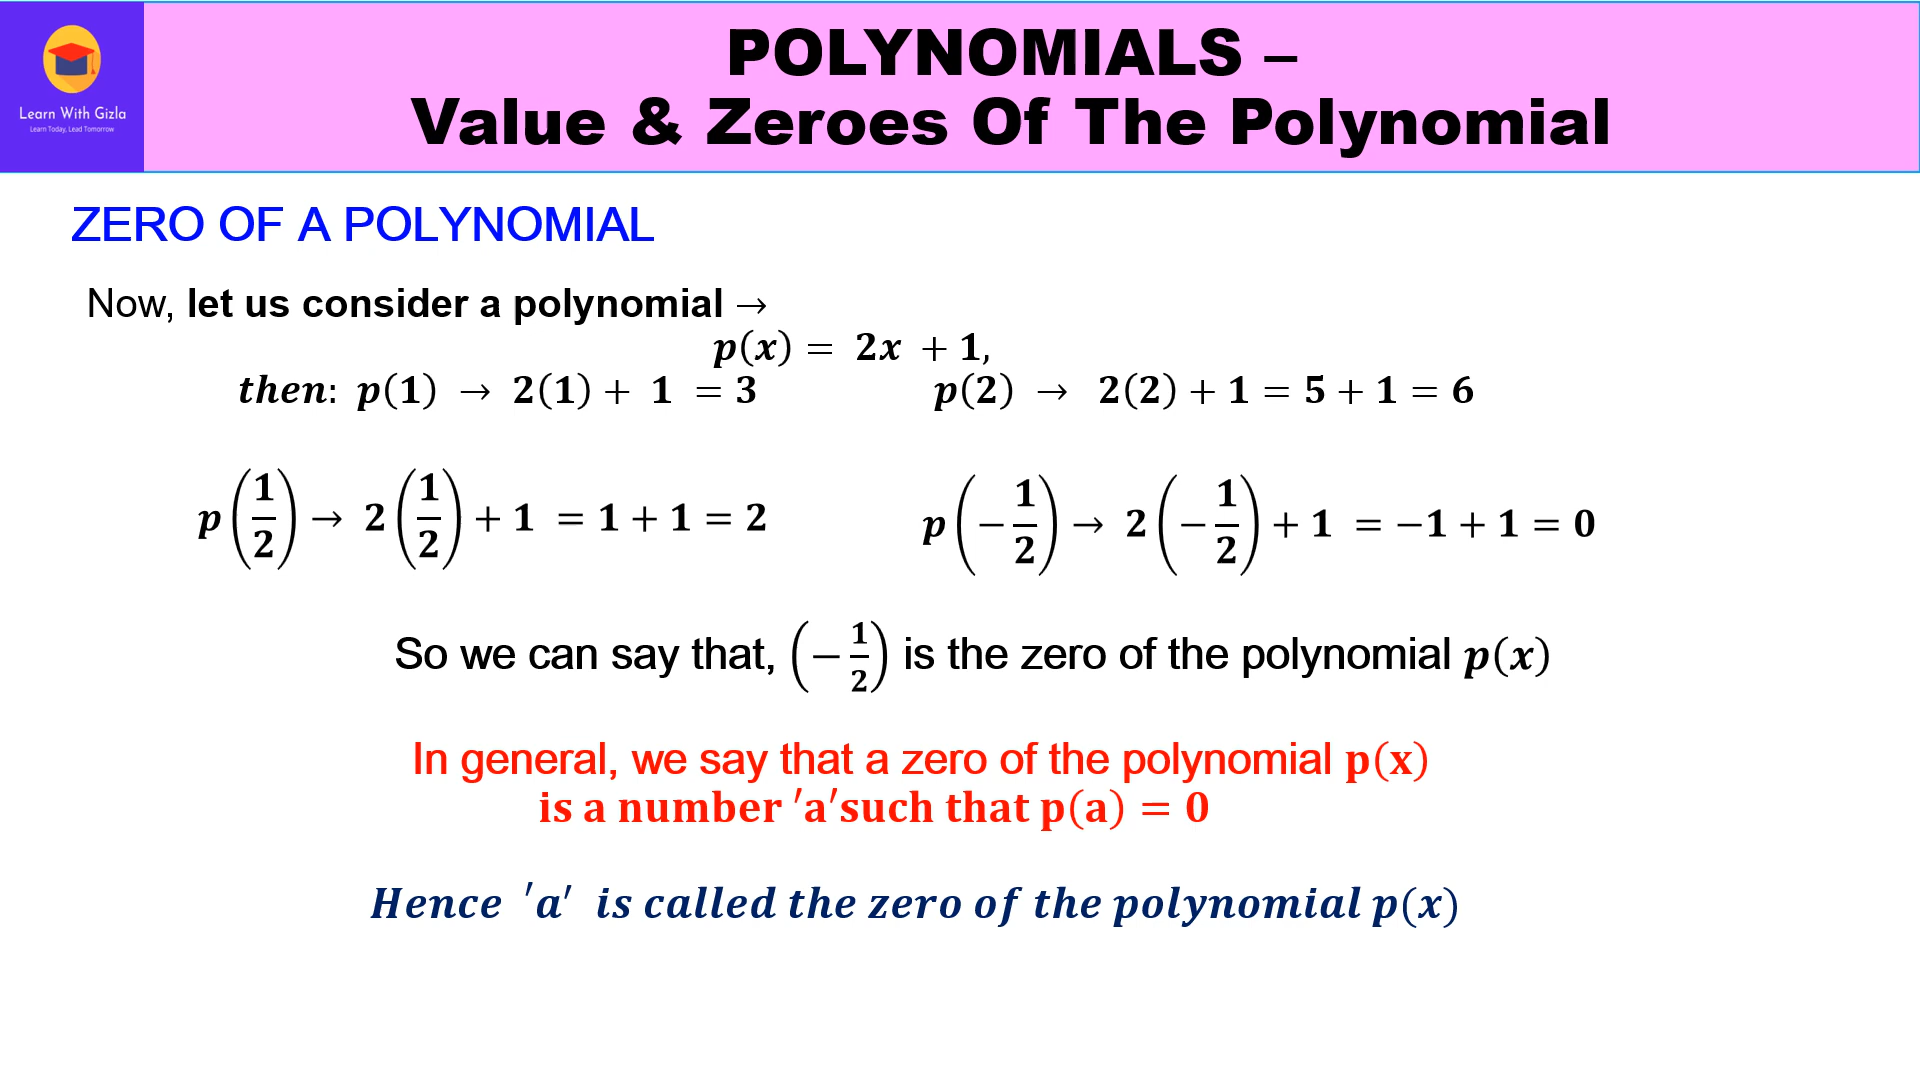 POLYNOMIALS –
Value & Zeroes Of The Polynomial
Learn With Gizla
Learn Today, Lead Tomorrow
ZERO OF A POLYNOMIAL
Now, let us consider a polynomial →
p(x) = 2x + 1,
then: p(1) → 2(1) + 1 = 3 p(2) → 2(2) + 1 = 5 + 1 = 6
p(1/2) → 2(1/2) + 1 = 1 + 1 = 2 p(−1/2) → 2(−1/2) + 1 = −1 + 1 = 0
So we can say that, (−1/2) is the zero of the polynomial p(x)
In general, we say that a zero of the polynomial p(x)
is a number ′a′such that p(a) = 0
Hence ′a′ is called the zero of the polynomial p(x)